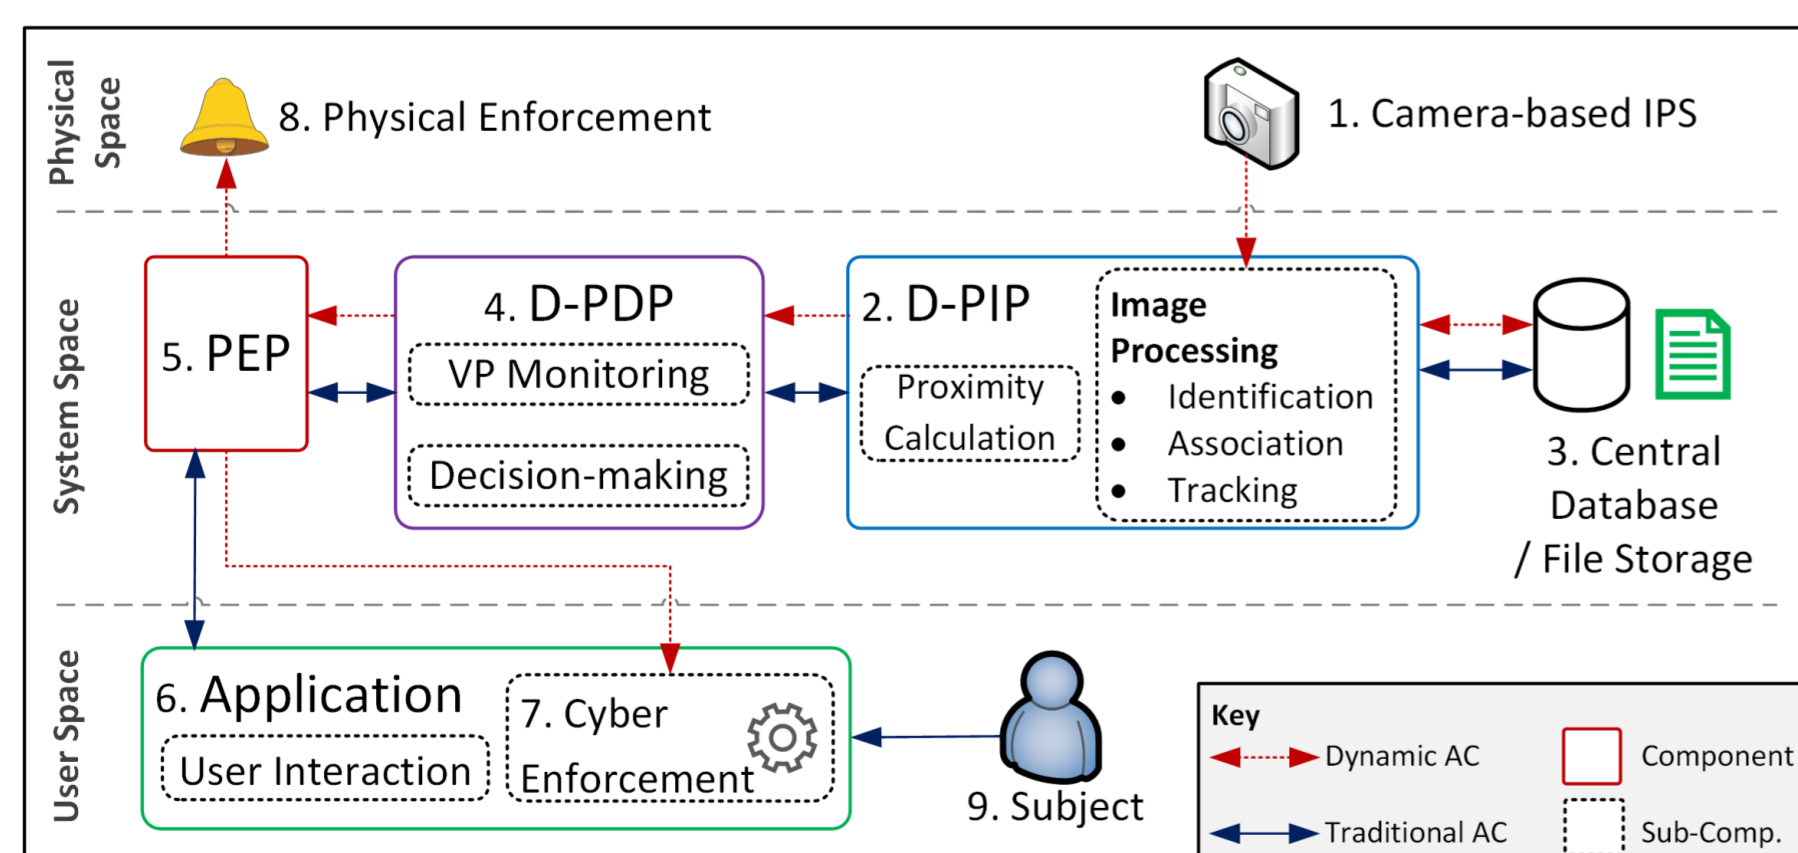 Physical
Space
8. Physical Enforcement
1. Camera-based IPS
System Space
5. PEP
4. D-PDP
VP Monitoring
Decision-making
2. D-PIP
Proximity
Calculation
Image
Processing
• Identification
• Association
• Tracking
3. Central
Database
/ File Storage
User Space
6. Application
User Interaction
7. Cyber
Enforcement
9. Subject
Key
Dynamic AC
Component
Traditional AC
Sub-Comp.